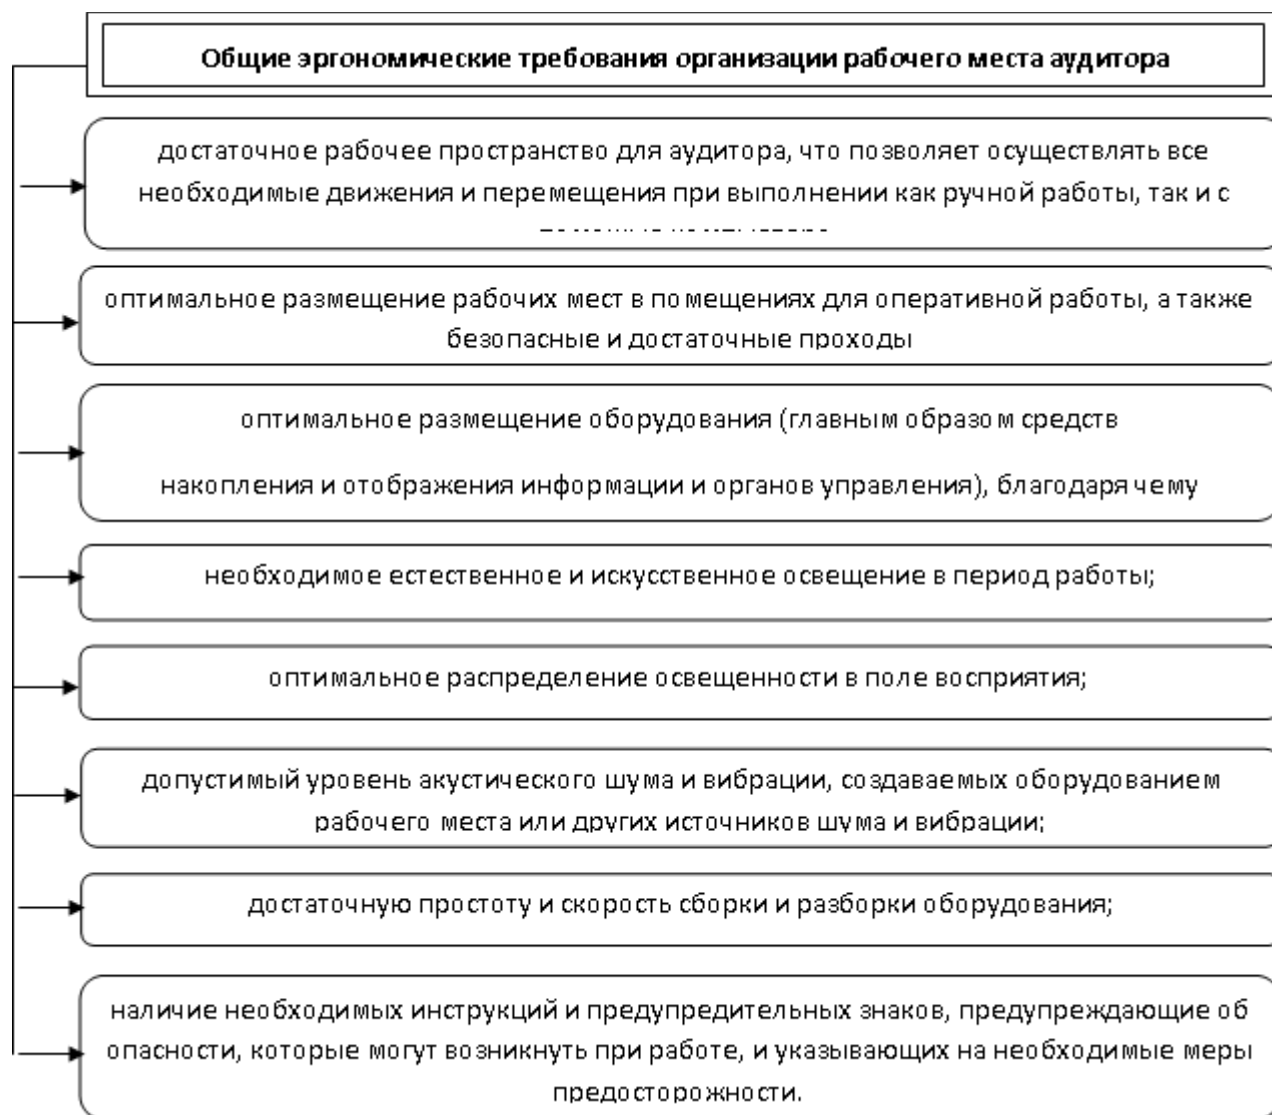 Общие эргономические требования организации рабочего места аудитора
достаточное рабочее пространство для аудитора, что позволяет осуществлять все
необходимые движения и перемещения при выполнении как ручной работы, так и с
оптимальное размещение рабочих мест в помещениях для оперативной работы, а также
безопасные и достаточные проходы
оптимальное размещение оборудования (главным образом средств
накопления и отображения информации и органов управления), благодаря чему
необходимое естественное и искусственное освещение в период работы;
оптимальное распределение освещенности в поле восприятия;
допустимый уровень акустического шума и вибрации, создаваемых оборудованием
рабочего места или других источников шума и вибрации;
достаточную простоту и скорость сборки и разборки оборудования;
наличие необходимых инструкций и предупредительных знаков, предупреждающие об
опасности, которые могут возникнуть при работе, и указывающих на необходимые меры
предосторожности.